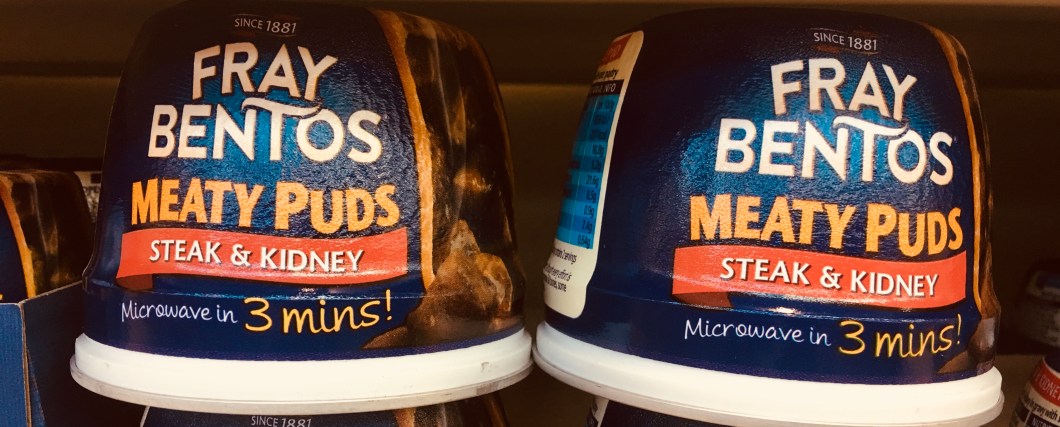 SINCE 1881
FRAY
BENTOS
MEATY PUDS
STEAK & KIDNEY
Microwave in 3 mins!
SINCE 1881
FRAY
BENTOS
MEATY PUDS
STEAK & KIDNEY
Microwave in 3 mins!
SINCE 1881